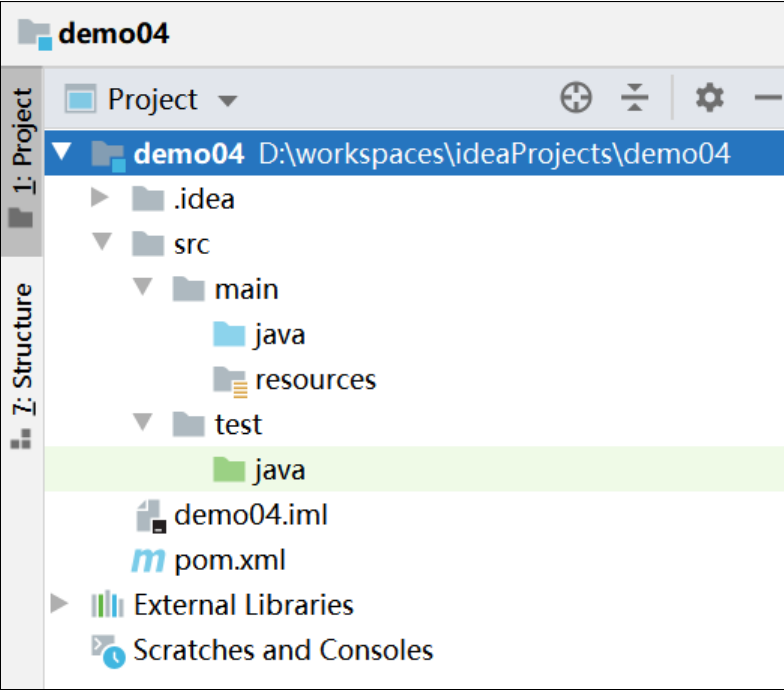 demo04
1: Project
7: Structure
Project
demo04 D:\workspaces\ideaProjects\demo04
.idea
src
main
java
resources
test
java
demo04.iml
m pom.xml
External Libraries
Scratches and Consoles